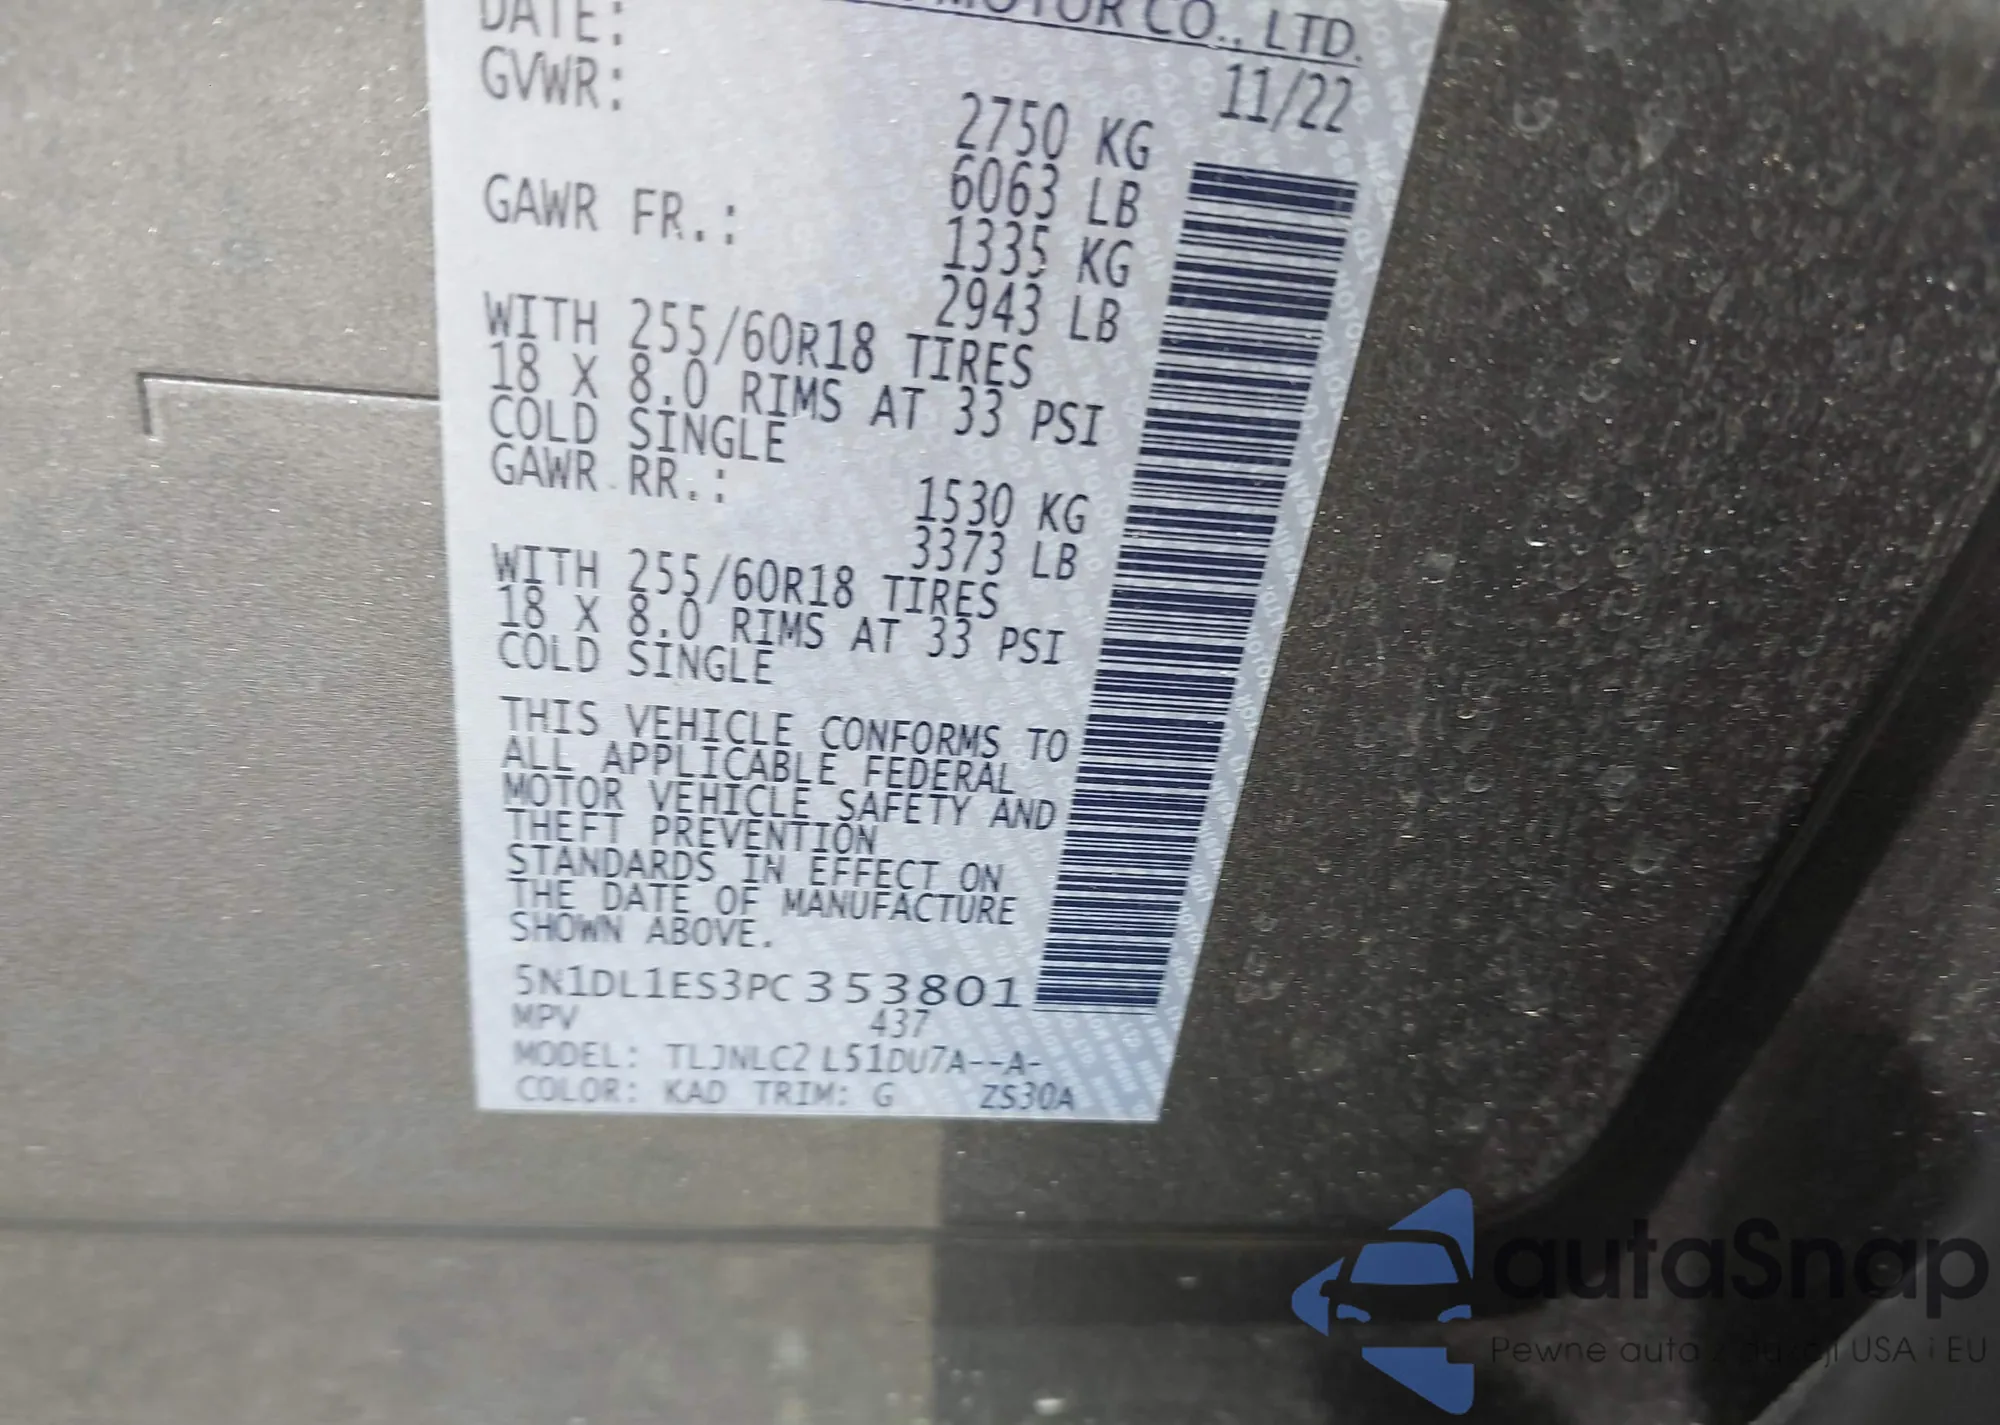 MOTOR CO., LTD.
DATE: 11/22
GVWR: 2750 KG
6063 LB
GAWR FR.: 1335 KG
2943 LB
WITH 255/60R18 TIRES
18 X 8.0 RIMS AT 33 PSI
COLD SINGLE
GAWR RR.: 1530 KG
3373 LB
WITH 255/60R18 TIRES
18 X 8.0 RIMS AT 33 PSI
COLD SINGLE
THIS VEHICLE CONFORMS TO
ALL APPLICABLE FEDERAL
MOTOR VEHICLE SAFETY AND
THEFT PREVENTION
STANDARDS IN EFFECT ON
THE DATE OF MANUFACTURE
SHOWN ABOVE.
5N1DL1ES3PC353801
MPV 437
MODEL: TLJNLC2 L51DU7A--A-
COLOR: KAD TRIM: G ZS30A
autaSnap
Pewne auta z aukcji USA i EU